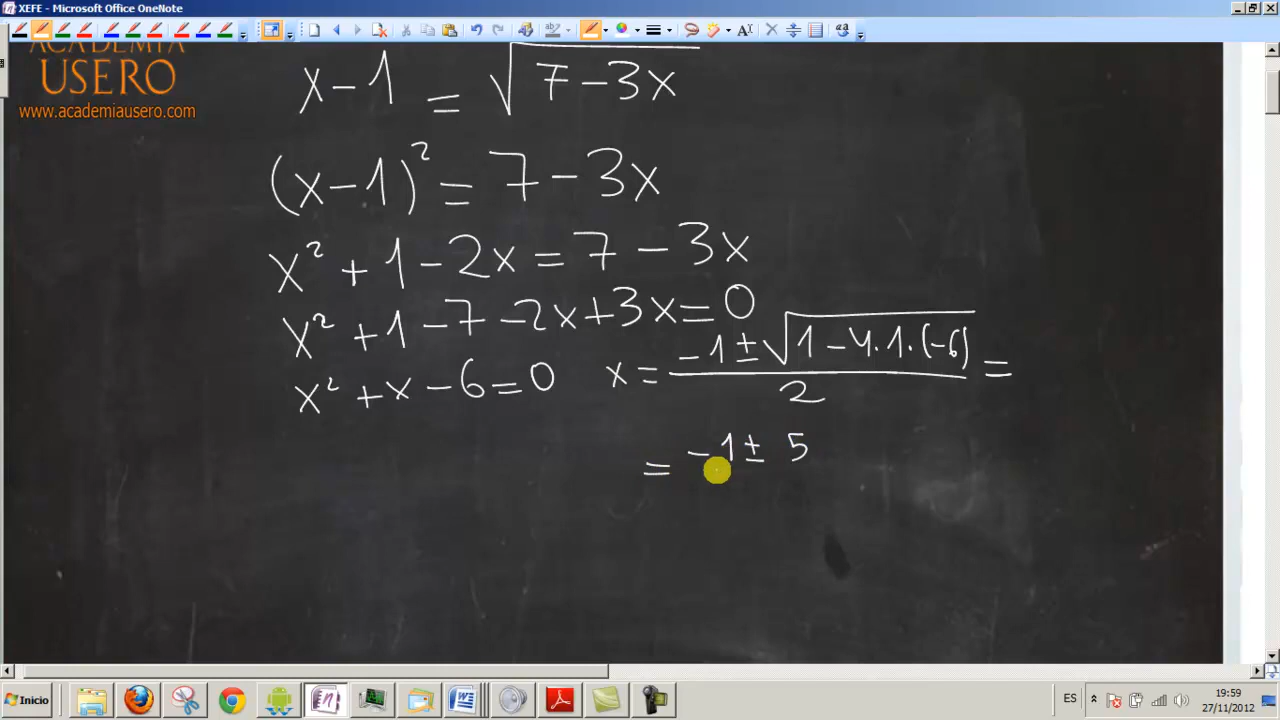 XEFE - Microsoft Office OneNote
ACADEMIA
USERO
www.academiausero.com
x-1 = √(7-3x)
(x-1)² = 7-3x
x² + 1 - 2x = 7 - 3x
x² + 1 - 7 - 2x + 3x = 0
x² + x - 6 = 0 x = (-1 ± √(1 - 4·1·(-6)))/2 =
= -1 ± 5
Inicio ES 19:59
27/11/2012